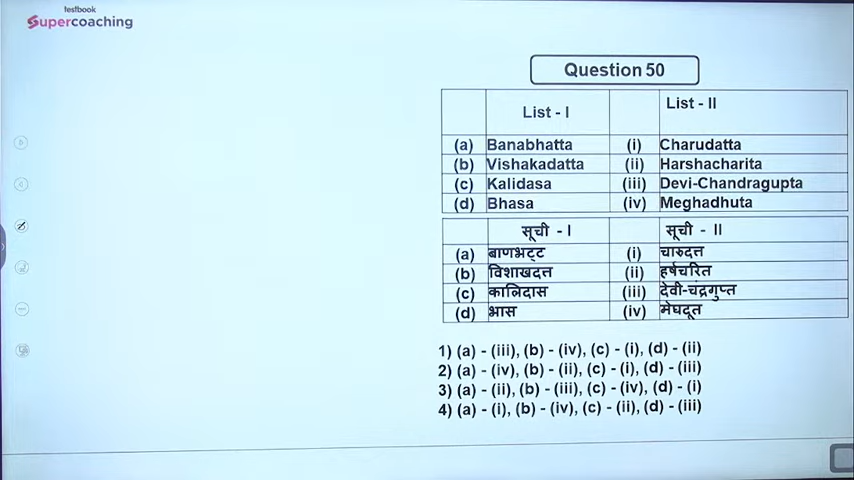 testbook
Supercoaching
Question 50
List - I List - II
(a) Banabhatta (i) Charudatta
(b) Vishakadatta (ii) Harshacharita
(c) Kalidasa (iii) Devi-Chandragupta
(d) Bhasa (iv) Meghadhuta
सूची - I सूची - II
(a) बाणभट्ट (i) चारुदत्त
(b) विशाखदत्त (ii) हर्षचरित
(c) कालिदास (iii) देवी-चंद्रगुप्त
(d) भास (iv) मेघदूत
1) (a) - (iii), (b) - (iv), (c) - (i), (d) - (ii)
2) (a) - (iv), (b) - (ii), (c) - (i), (d) - (iii)
3) (a) - (ii), (b) - (iii), (c) - (iv), (d) - (i)
4) (a) - (i), (b) - (iv), (c) - (ii), (d) - (iii)